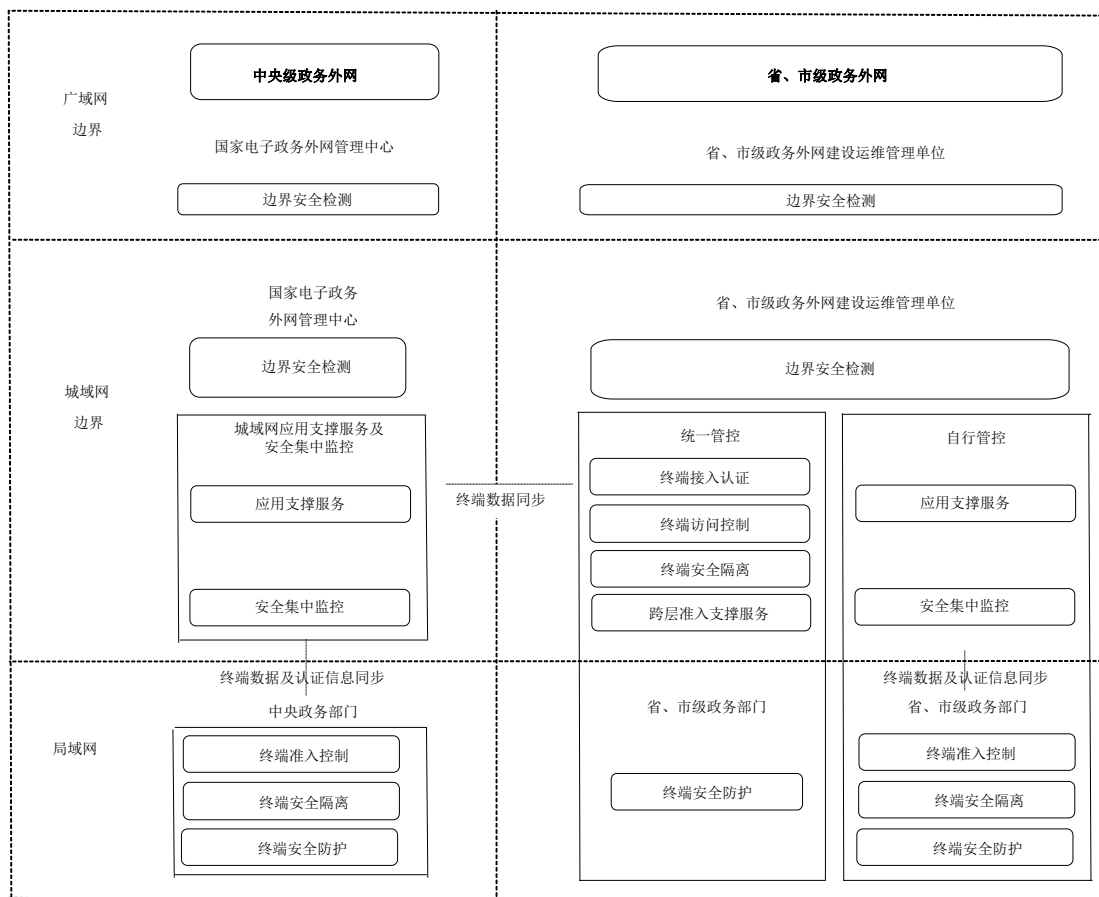 广域网
边界
中央级政务外网
国家电子政务外网管理中心
边界安全检测
省、市级政务外网
省、市级政务外网建设运维管理单位
边界安全检测
城域网
边界
国家电子政务
外网管理中心
边界安全检测
城域网应用支撑服务及
安全集中监控
应用支撑服务
安全集中监控
终端数据同步
省、市级政务外网建设运维管理单位
边界安全检测
统一管控
终端接入认证
终端访问控制
终端安全隔离
跨层准入支撑服务
自行管控
应用支撑服务
安全集中监控
局域网
终端数据及认证信息同步
中央政务部门
终端准入控制
终端安全隔离
终端安全防护
省、市级政务部门
终端安全防护
终端数据及认证信息同步
省、市级政务部门
终端准入控制
终端安全隔离
终端安全防护